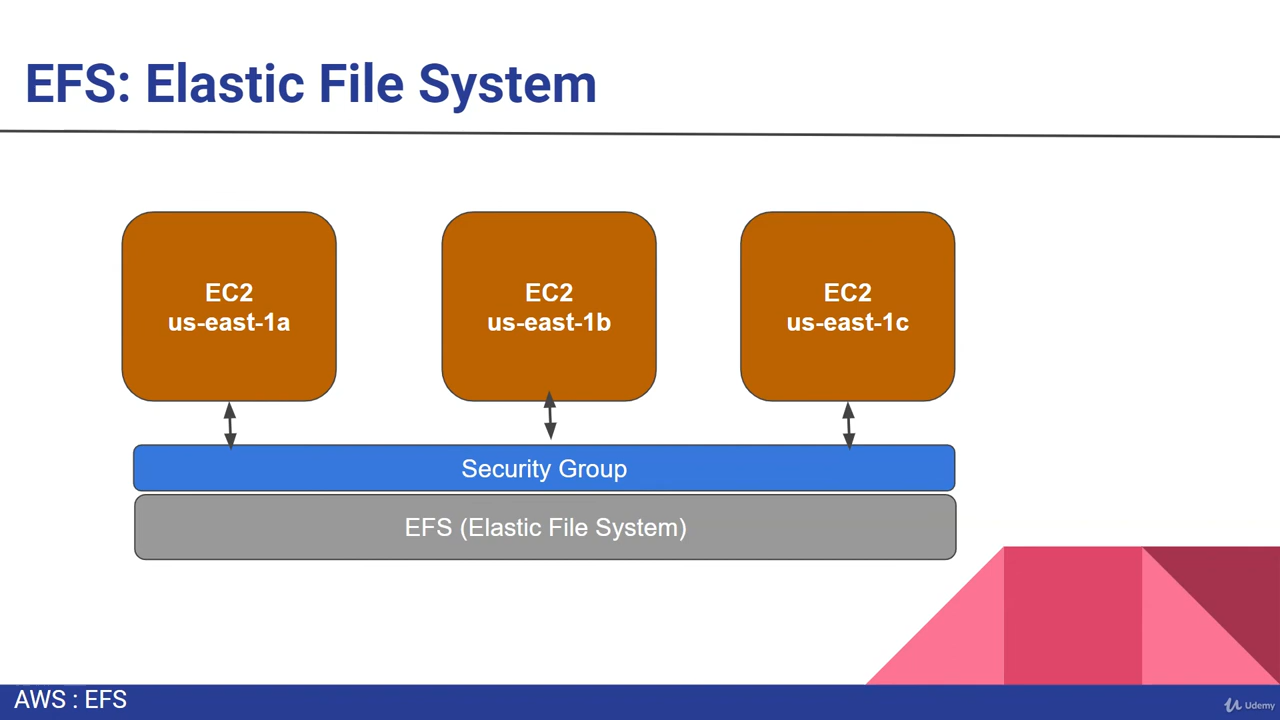 EFS: Elastic File System
EC2
us-east-1a
EC2
us-east-1b
EC2
us-east-1c
Security Group
EFS (Elastic File System)
AWS : EFS
Udemy